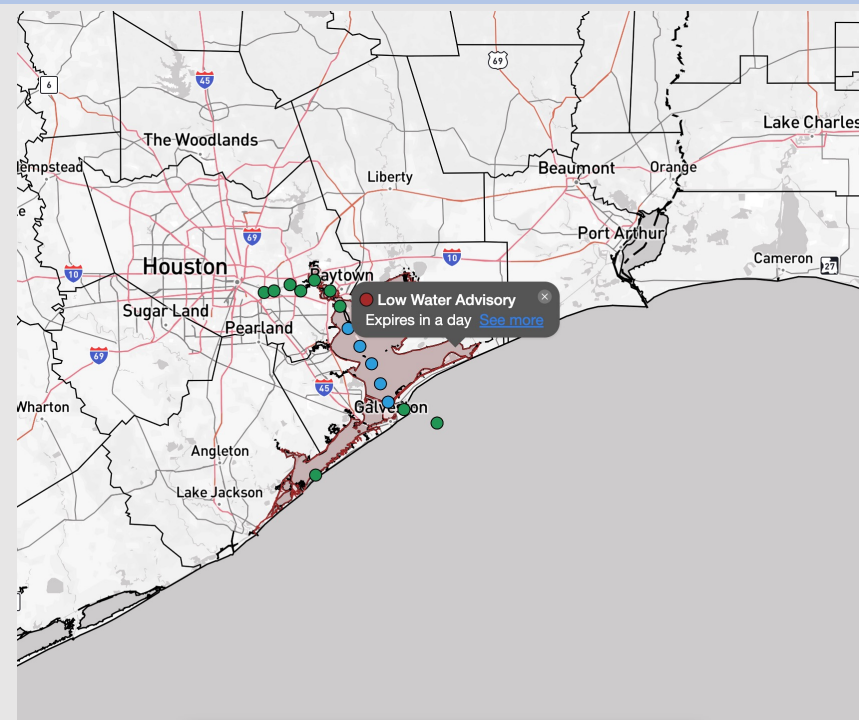 6
45
69
The Woodlands
Lake Charles
Beaumont
Orange
Liberty
69
Port Arthur
10
Houston
10
Cameron
27
Baytown
Low Water Advisory
Expires in a day See more
Sugar Land
Pearland
69
45
Wharton
Galveston
Angleton
Lake Jackson